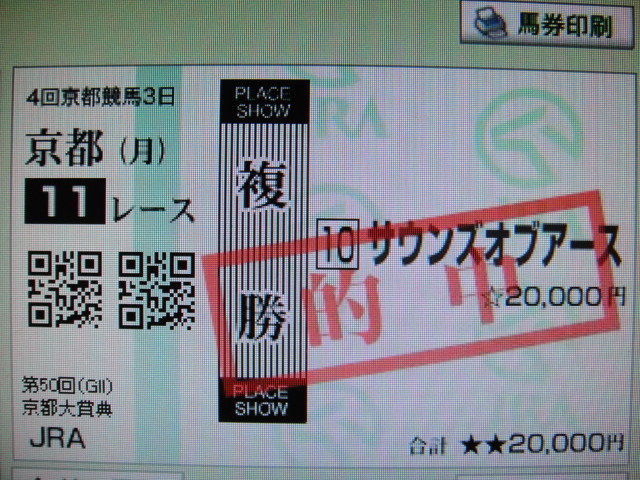 馬券印刷
4回京都競馬3日
京都(月)
11レース
PLACE
SHOW
複
勝
PLACE
SHOW
10 サウンズオブアース
的中
☆20,000円
第50回(GII)
京都大賞典
JRA
合計 ★★20,000円
JRA